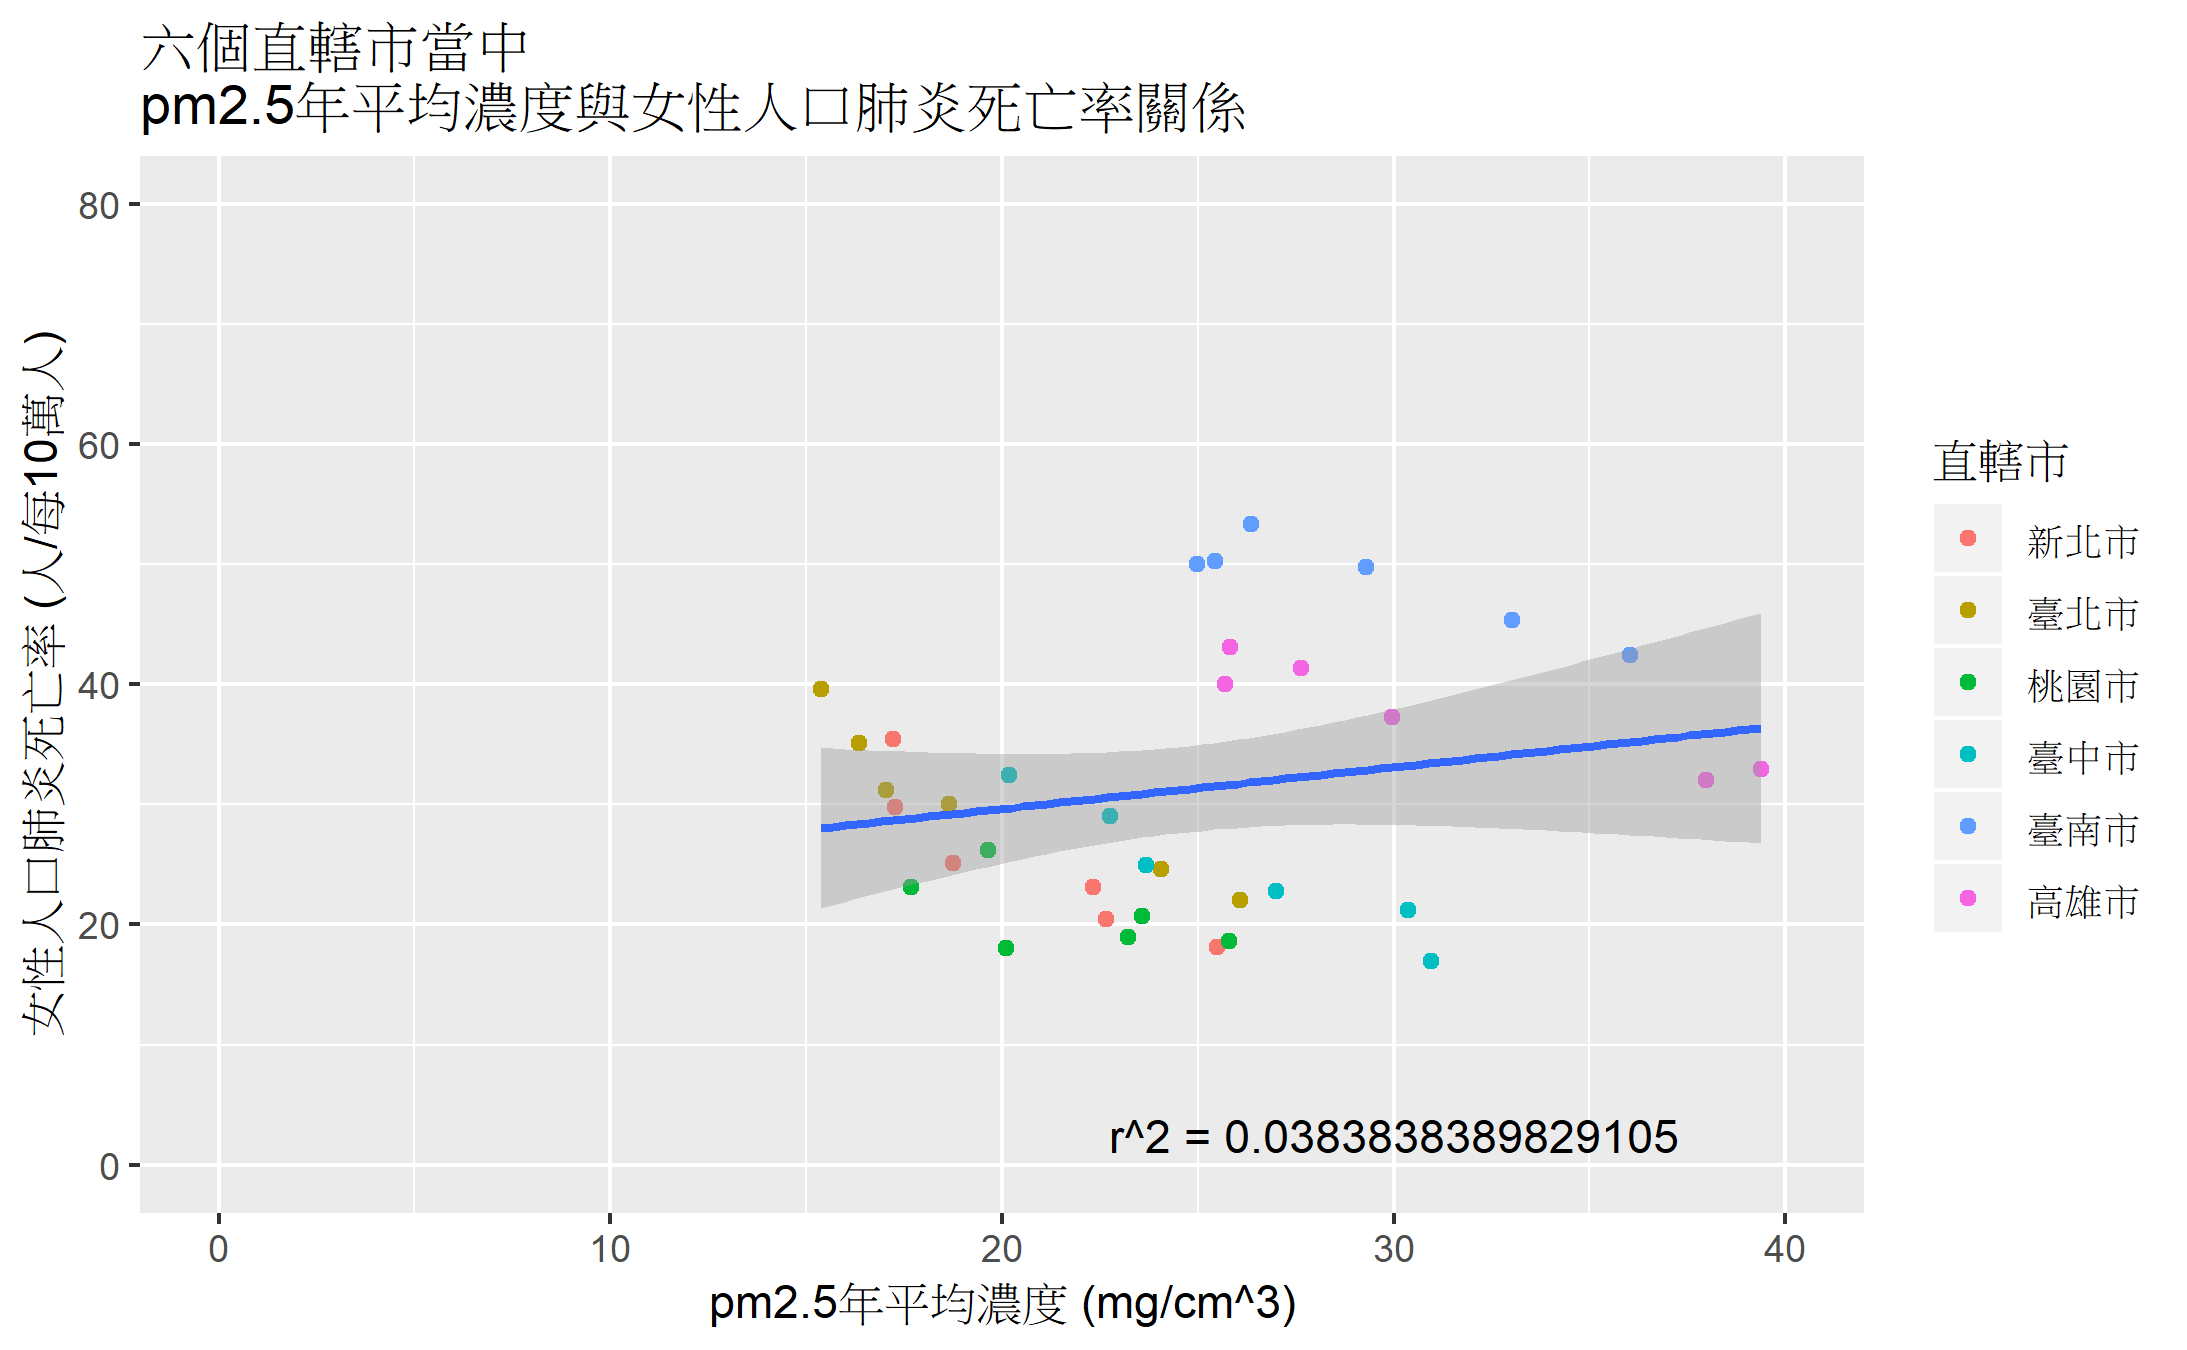 六個直轄市當中
pm2.5年平均濃度與女性人口肺炎死亡率關係
女性人口肺炎死亡率 (人/每10萬人)
80
60
40
20
0
r^2 = 0.0383838389829105
0 10 20 30 40
pm2.5年平均濃度 (mg/cm^3)
直轄市
新北市
臺北市
桃園市
臺中市
臺南市
高雄市